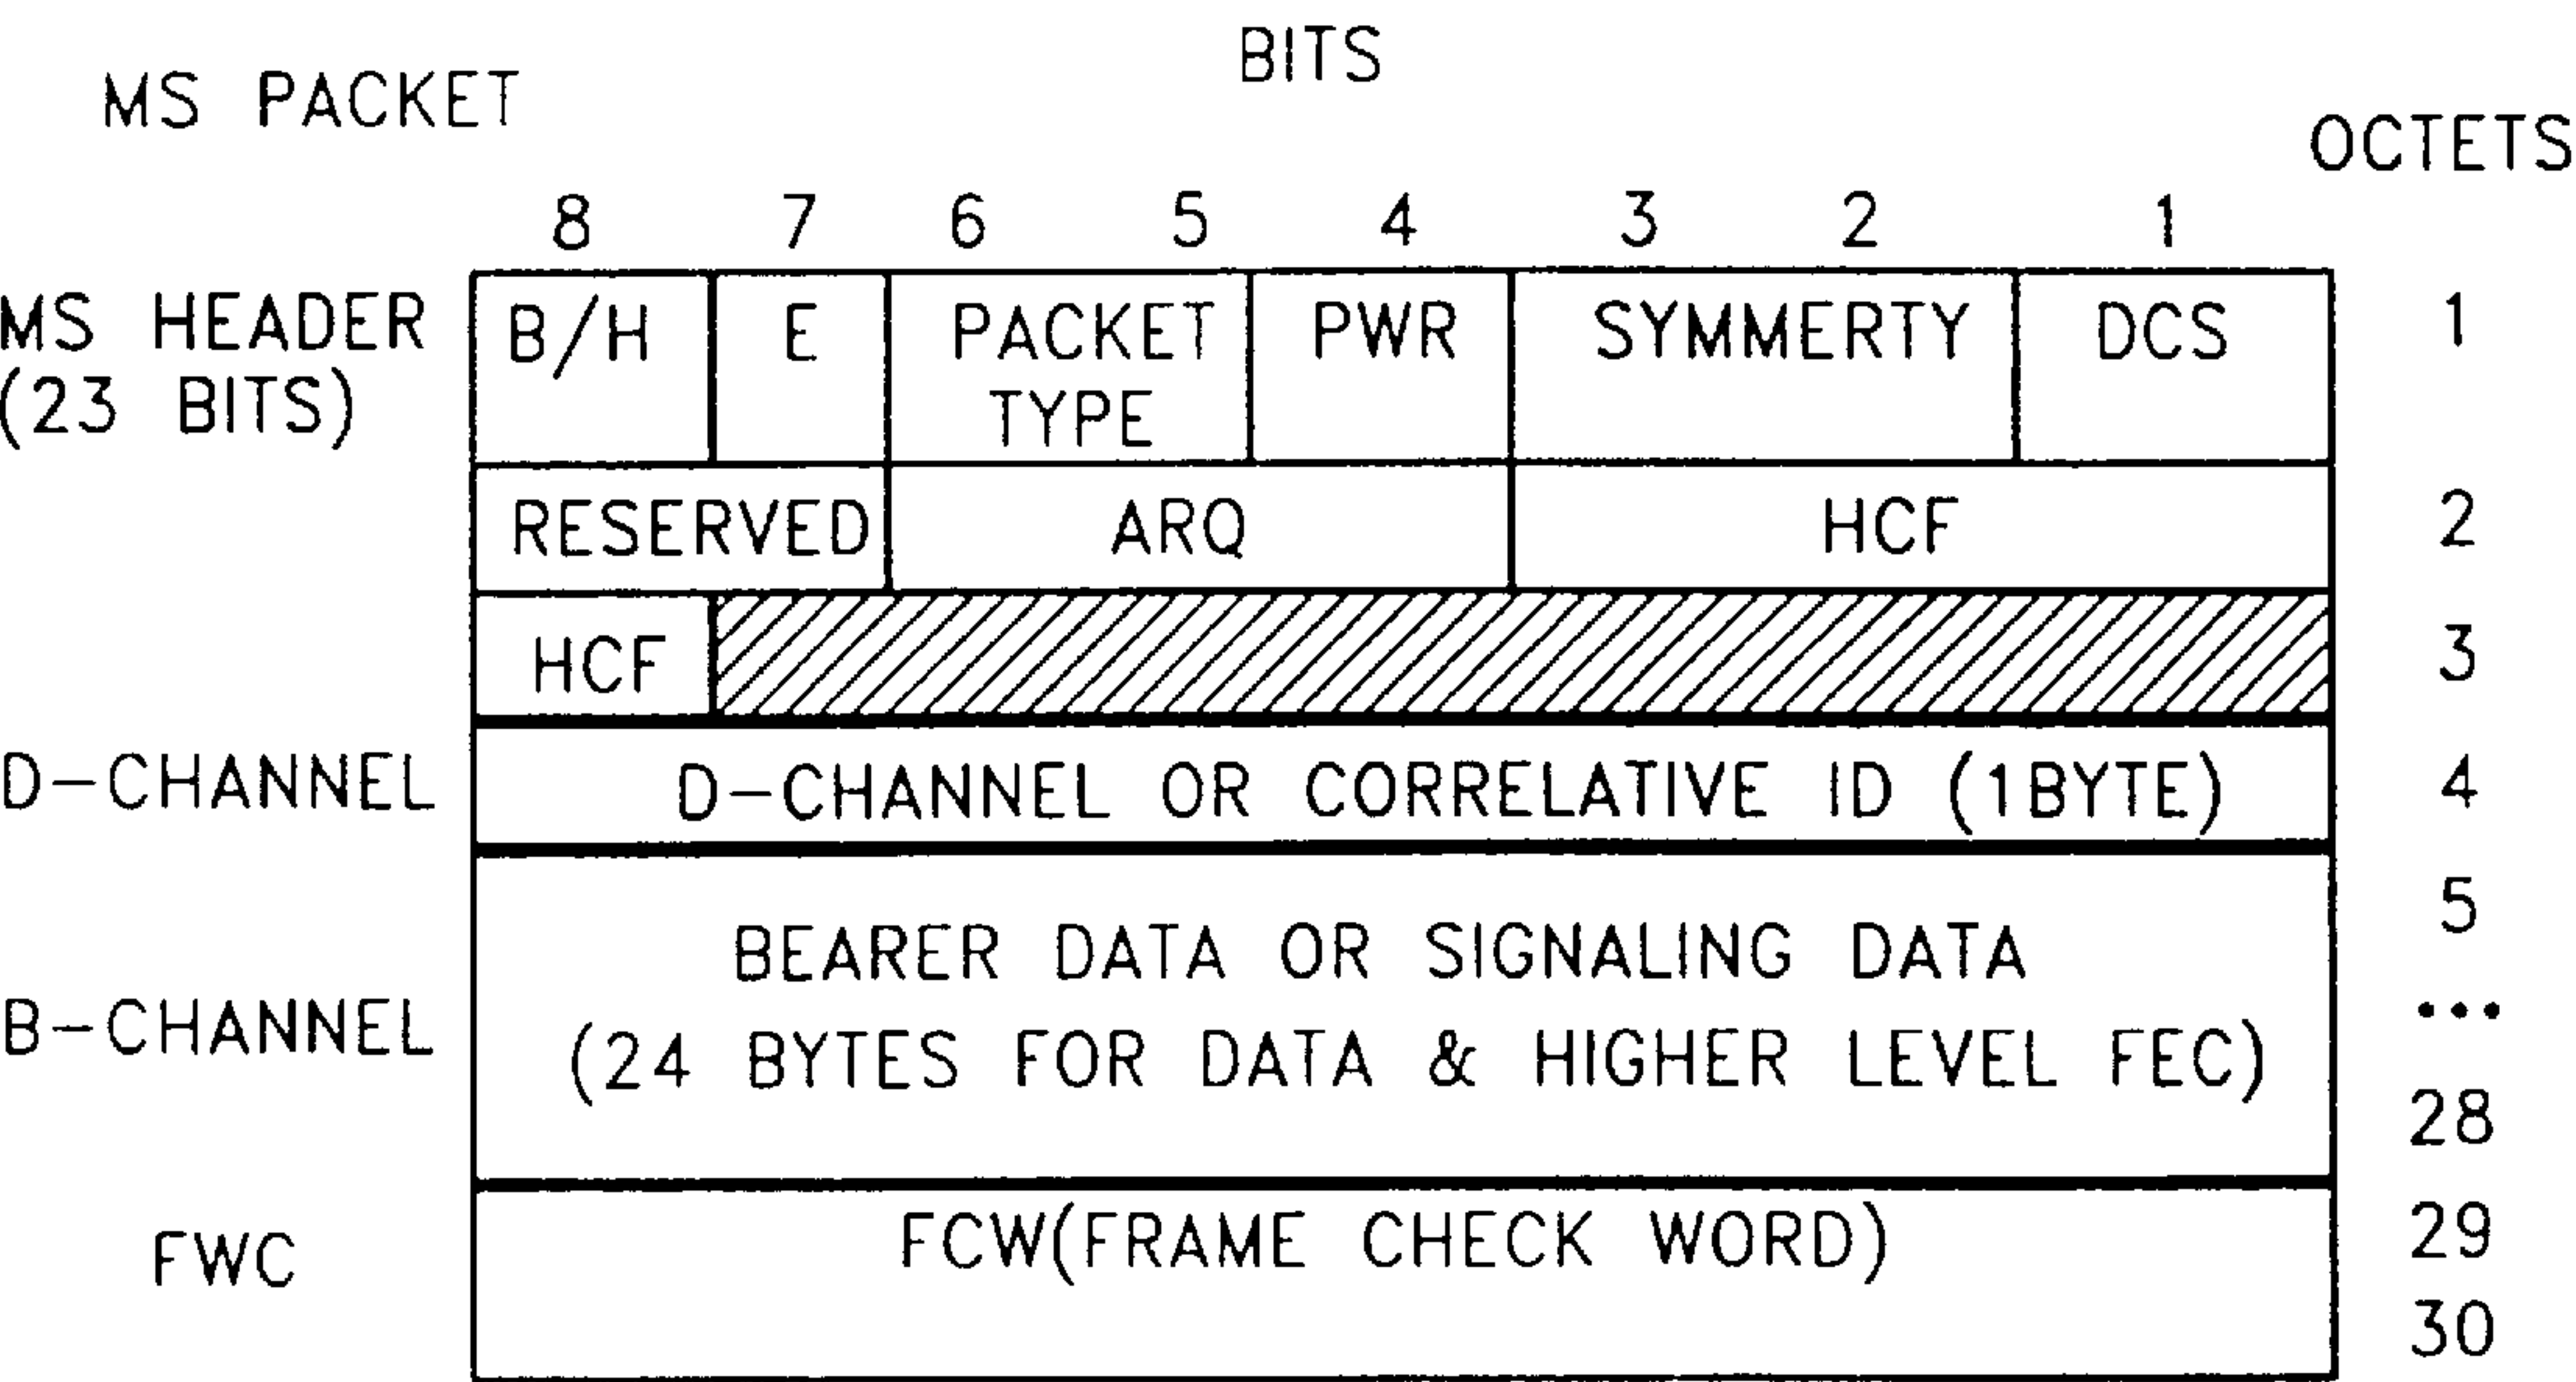 BITS
MS PACKET
OCTETS
8 7 6 5 4 3 2 1
MS HEADER B/H E PACKET PWR SYMMERTY DCS 1
(23 BITS) TYPE
RESERVED ARQ HCF 2
HCF 3
D-CHANNEL D-CHANNEL OR CORRELATIVE ID (1BYTE) 4
5
BEARER DATA OR SIGNALING DATA
B-CHANNEL (24 BYTES FOR DATA & HIGHER LEVEL FEC) •••
28
FWC FCW(FRAME CHECK WORD) 29
30